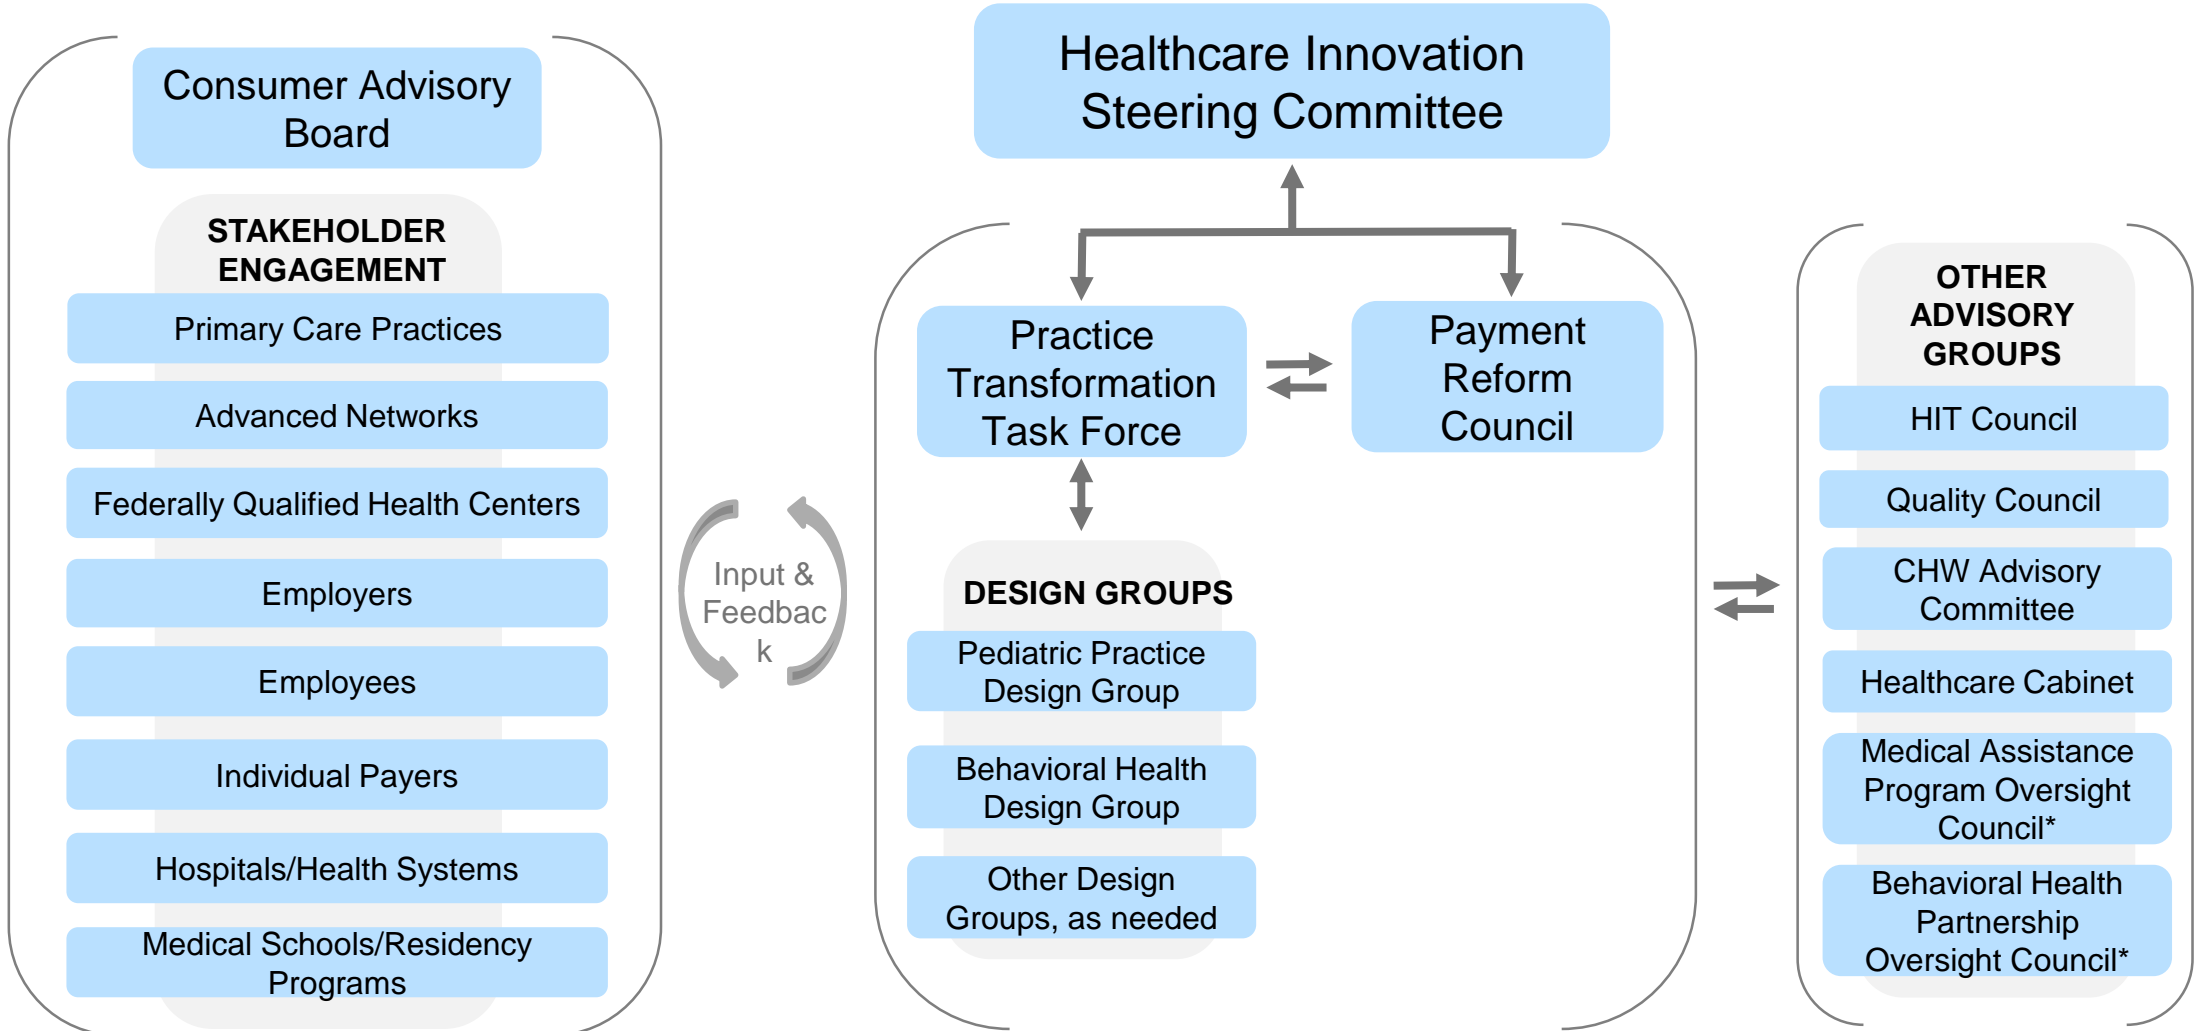 Consumer Advisory
Board
STAKEHOLDER
ENGAGEMENT
Primary Care Practices
Advanced Networks
Federally Qualified Health Centers
Employers
Employees
Individual Payers
Hospitals/Health Systems
Medical Schools/Residency
Programs
Input &
Feedbac
k
Healthcare Innovation
Steering Committee
Practice
Transformation
Task Force
Payment
Reform
Council
DESIGN GROUPS
Pediatric Practice
Design Group
Behavioral Health
Design Group
Other Design
Groups, as needed
OTHER
ADVISORY
GROUPS
HIT Council
Quality Council
CHW Advisory
Committee
Healthcare Cabinet
Medical Assistance
Program Oversight
Council*
Behavioral Health
Partnership
Oversight Council*